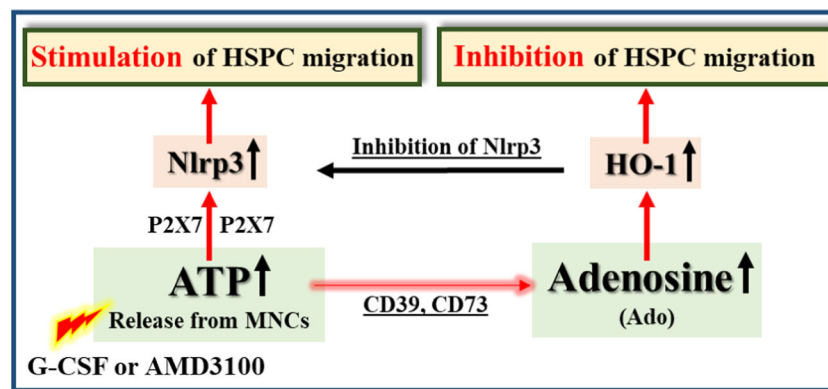 Stimulation of HSPC migration
Inhibition of HSPC migration
Nlrp3
Inhibition of Nlrp3
HO-1
P2X7 P2X7
ATP
Release from MNCs
CD39, CD73
Adenosine
(Ado)
G-CSF or AMD3100